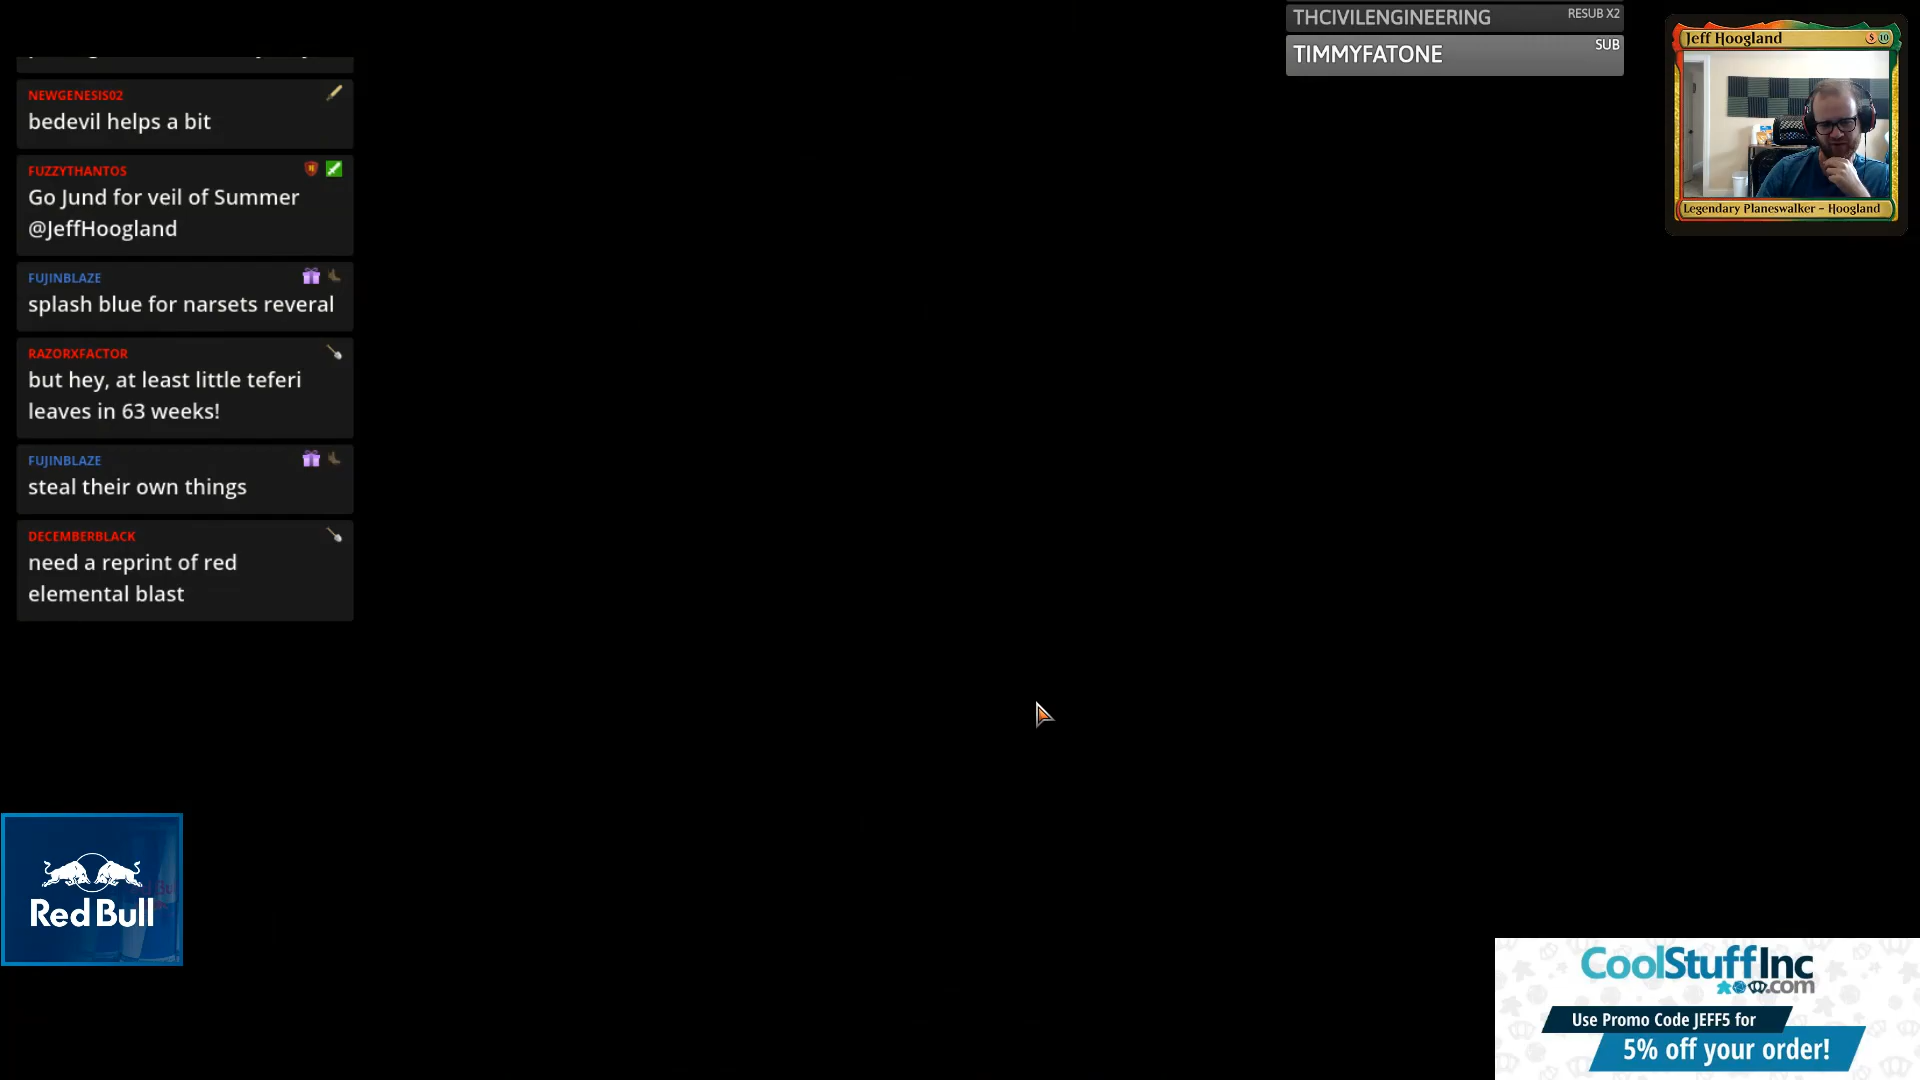 NEWGENESIS02
bedevil helps a bit
FUZZYTHANTOS
Go Jund for veil of Summer
@JeffHoogland
FUJINBLAZE
splash blue for narsets reveral
RAZORXFACTOR
but hey, at least little teferi
leaves in 63 weeks!
FUJINBLAZE
steal their own things
DECEMBERBLACK
need a reprint of red
elemental blast
THCIVILENGINEERING RESUB X2
TIMMYFATONE SUB
Jeff Hoogland 10
Legendary Planeswalker – Hoogland
Red Bull
CoolStuffInc
.com
Use Promo Code JEFF5 for
5% off your order!